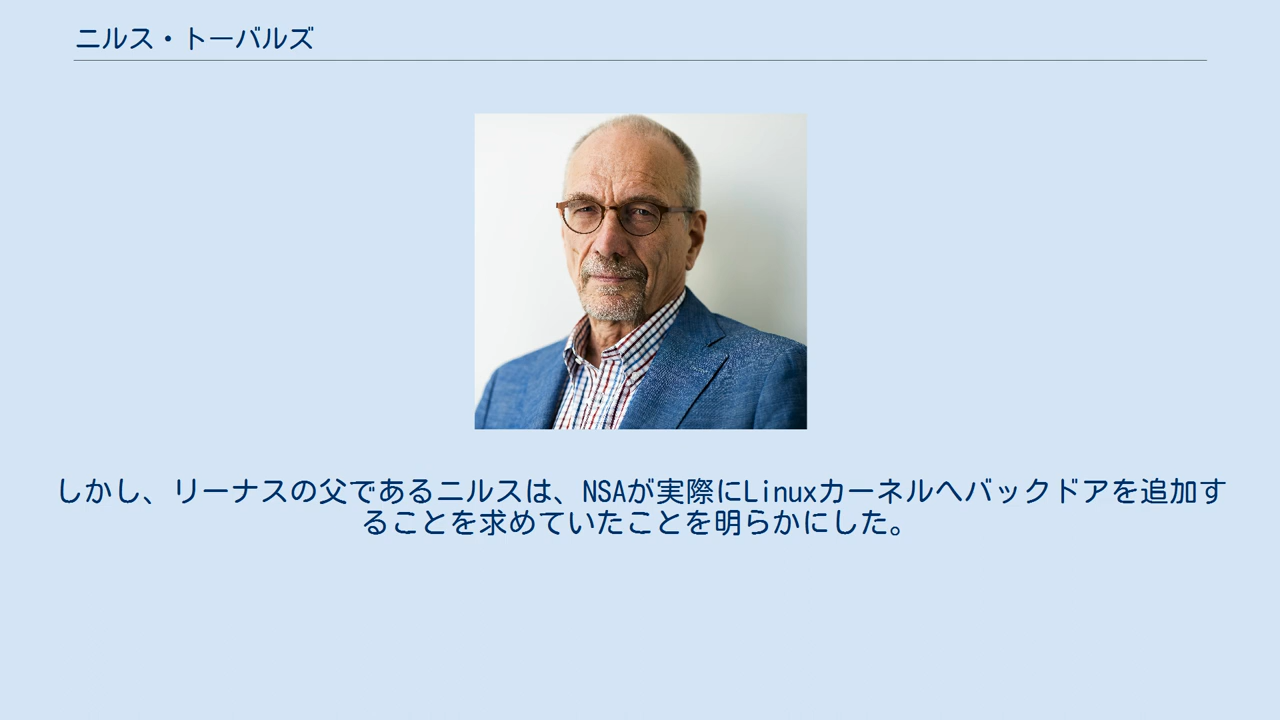 ニルス・トーバルズ
しかし、リーナスの父であるニルスは、NSAが実際にLinuxカーネルへバックドアを追加す
ることを求めていたことを明らかにした。